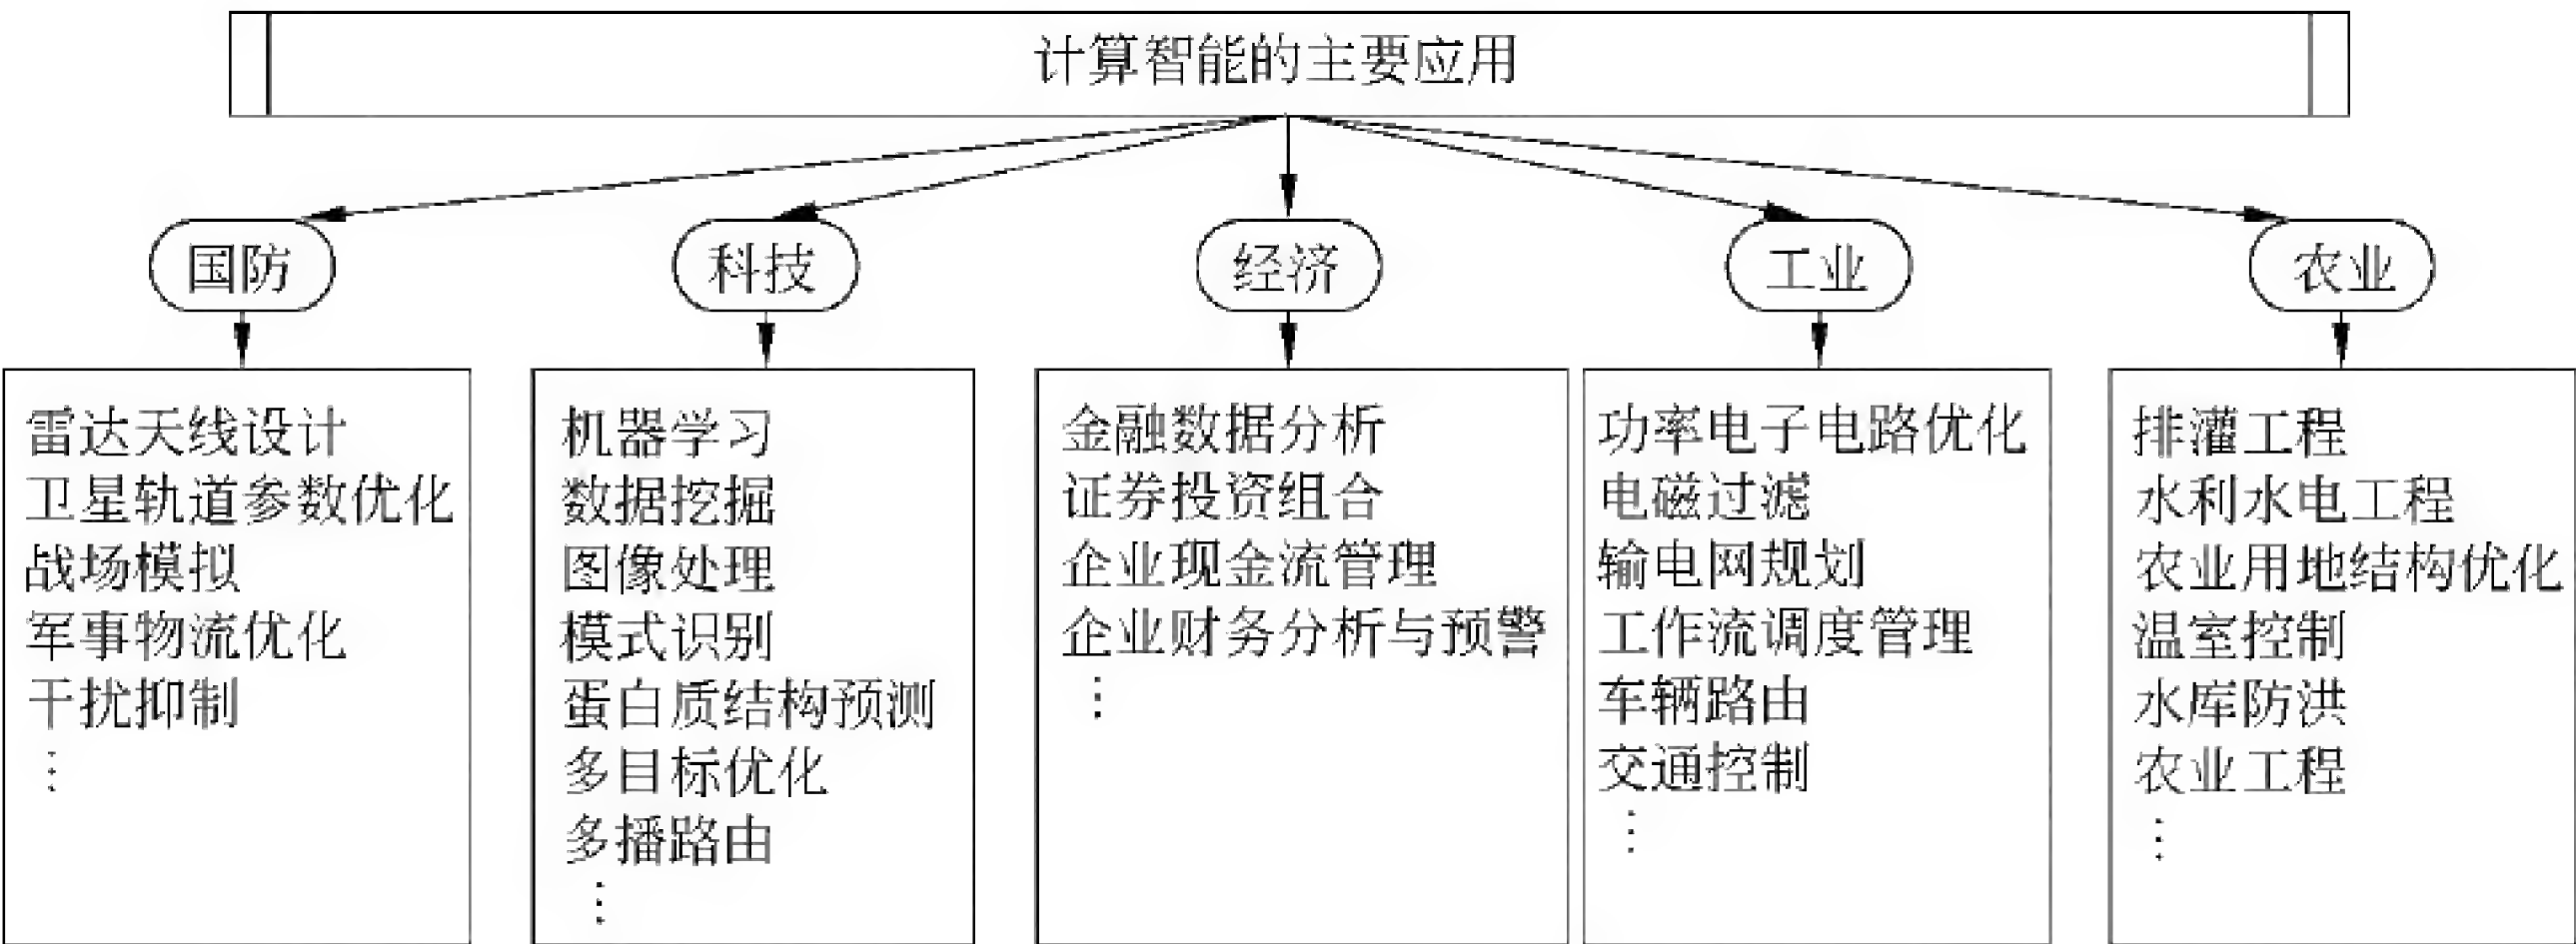 计算智能的主要应用
国防
科技
经济
工业
农业
雷达天线设计
卫星轨道参数优化
战场模拟
军事物流优化
干扰抑制
⋮
机器学习
数据挖掘
图像处理
模式识别
蛋白质结构预测
多目标优化
多播路由
⋮
金融数据分析
证券投资组合
企业现金流管理
企业财务分析与预警
⋮
功率电子电路优化
电磁过滤
输电网规划
工作流调度管理
车辆路由
交通控制
⋮
排灌工程
水利水电工程
农业用地结构优化
温室控制
水库防洪
农业工程
⋮